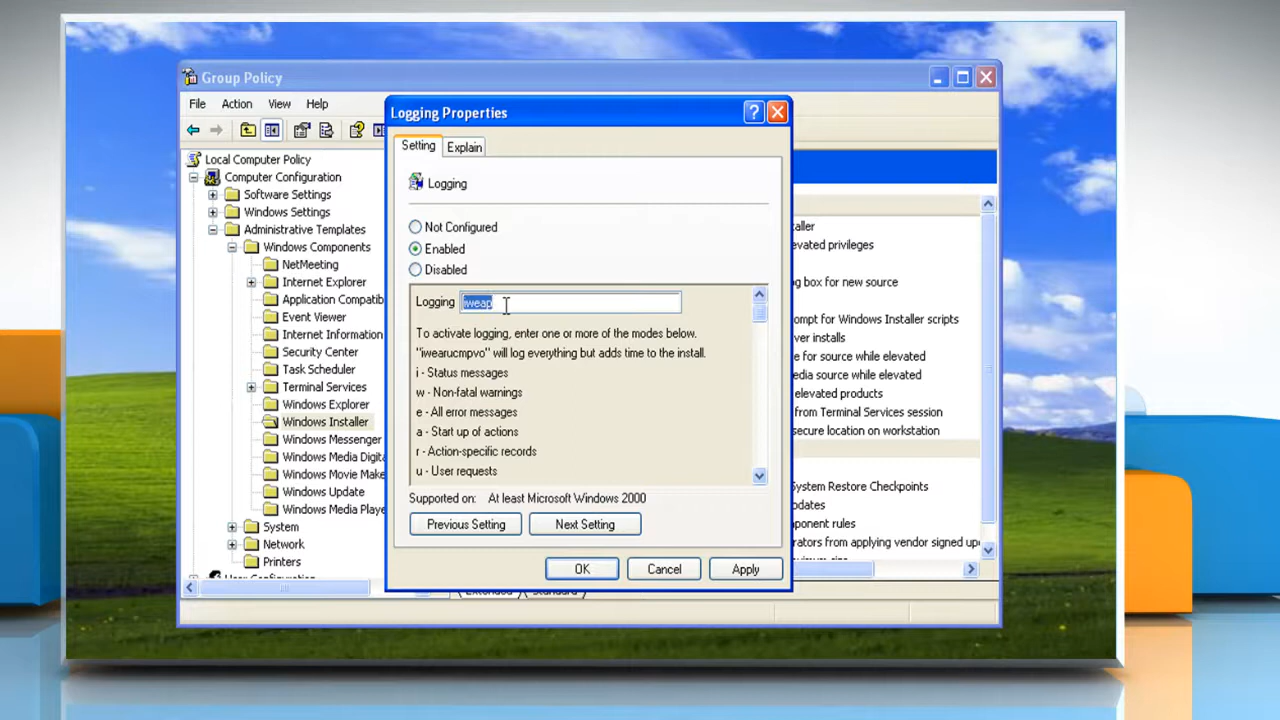 Group Policy
File Action View Help
Local Computer Policy
Computer Configuration
Software Settings
Windows Settings
Administrative Templates
Windows Components
NetMeeting
Internet Explorer
Application Compatib
Event Viewer
Internet Information
Security Center
Task Scheduler
Terminal Services
Windows Explorer
Windows Installer
Windows Messenger
Windows Media Digita
Windows Movie Make
Windows Update
Windows Media Playe
System
Network
Printers
Logging Properties
Setting Explain
Logging
Not Configured
Enabled
Disabled
Logging iweap
To activate logging, enter one or more of the modes below.
"iwearucmpvo" will log everything but adds time to the install.
i - Status messages
w - Non-fatal warnings
e - All error messages
a - Start up of actions
r - Action-specific records
u - User requests
Supported on: At least Microsoft Windows 2000
Previous Setting Next Setting
OK Cancel Apply
aller
evated privileges
log box for new source
ompt for Windows Installer scripts
ver installs
e for source while elevated
edia source while elevated
elevated products
from Terminal Services session
secure location on workstation
System Restore Checkpoints
pdates
ponent rules
rators from applying vendor signed up